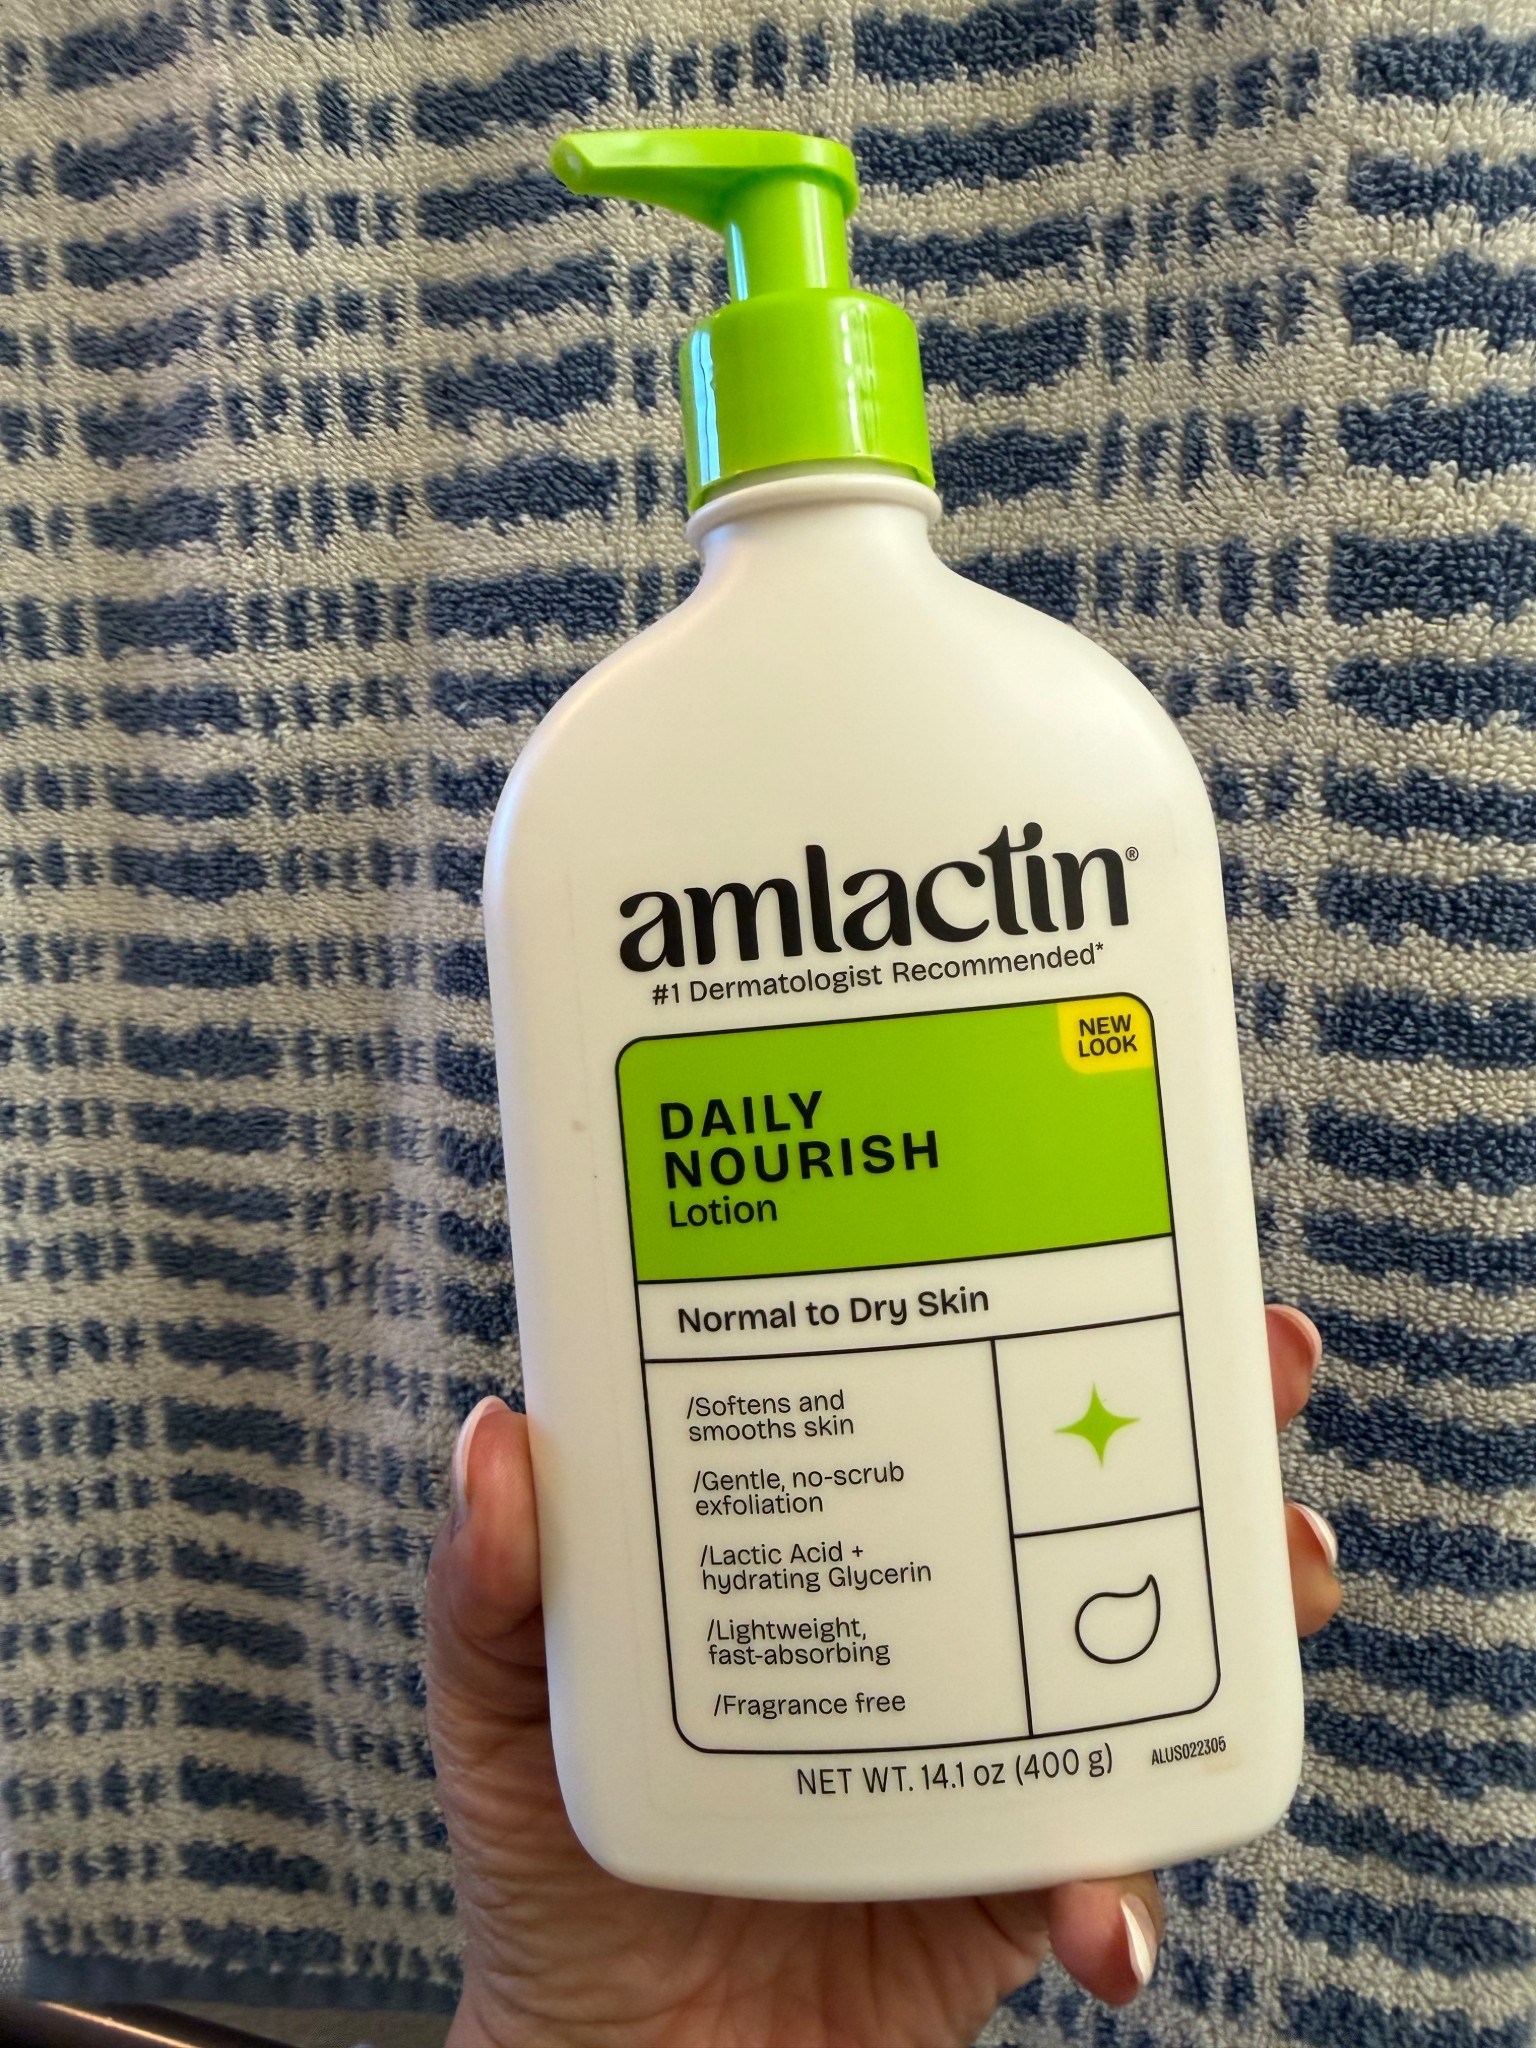 amlactin®
#1 Dermatologist Recommended*
NEW
LOOK
DAILY
NOURISH
Lotion
Normal to Dry Skin
/Softens and
smooths skin
/Gentle, no-scrub
exfoliation
/Lactic Acid +
hydrating Glycerin
/Lightweight,
fast-absorbing
/Fragrance free
NET WT. 14.1 oz (400 g)
ALUS022305